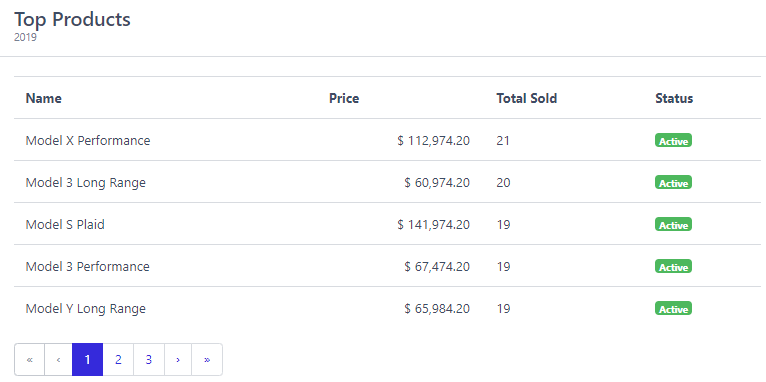 Top Products
2019
Name Price Total Sold Status
Model X Performance $ 112,974.20 21 Active
Model 3 Long Range $ 60,974.20 20 Active
Model S Plaid $ 141,974.20 19 Active
Model 3 Performance $ 67,474.20 19 Active
Model Y Long Range $ 65,984.20 19 Active
« ‹ 1 2 3 › »